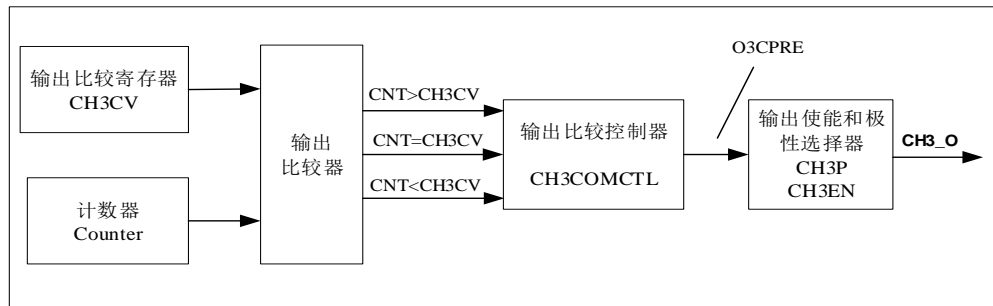 输出比较寄存器
CH3CV
计数器
Counter
输出
比较器
CNT>CH3CV
CNT=CH3CV
CNT<CH3CV
输出比较控制器
CH3COMCTL
O3CPRE
输出使能和极
性选择器
CH3P
CH3EN
CH3_O